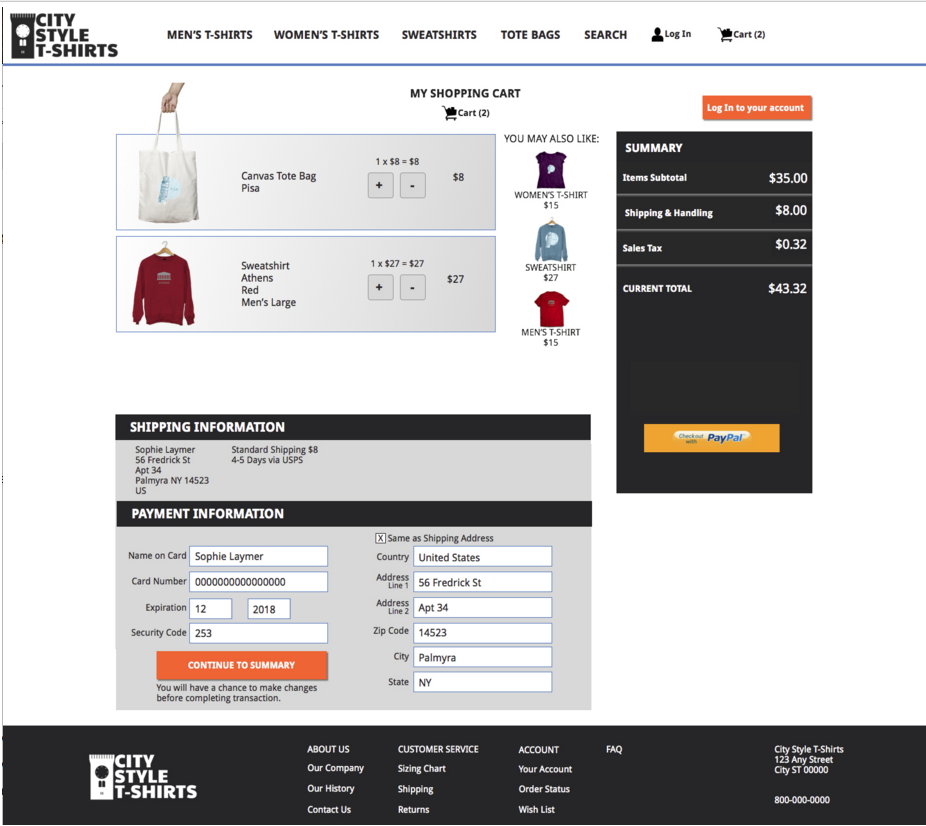 CITY
STYLE
T-SHIRTS
MEN'S T-SHIRTS WOMEN'S T-SHIRTS SWEATSHIRTS TOTE BAGS SEARCH Log In Cart (2)
MY SHOPPING CART
Cart (2)
Log In to your account
Canvas Tote Bag
Pisa
1 x $8 = $8
+ -
$8
Sweatshirt
Athens
Red
Men's Large
1 x $27 = $27
+ -
$27
YOU MAY ALSO LIKE:
WOMEN'S T-SHIRT
$15
SWEATSHIRT
$27
MEN'S T-SHIRT
$15
SUMMARY
Items Subtotal $35.00
Shipping & Handling $8.00
Sales Tax $0.32
CURRENT TOTAL $43.32
Checkout
with PayPal
SHIPPING INFORMATION
Sophie Laymer
56 Fredrick St
Apt 34
Palmyra NY 14523
US
Standard Shipping $8
4-5 Days via USPS
PAYMENT INFORMATION
Name on Card Sophie Laymer
Card Number 0000000000000000
Expiration 12 2018
Security Code 253
CONTINUE TO SUMMARY
You will have a chance to make changes
before completing transaction.
X Same as Shipping Address
Country United States
Address
Line 1 56 Fredrick St
Address
Line 2 Apt 34
Zip Code 14523
City Palmyra
State NY
CITY
STYLE
T-SHIRTS
ABOUT US
Our Company
Our History
Contact Us
CUSTOMER SERVICE
Sizing Chart
Shipping
Returns
ACCOUNT
Your Account
Order Status
Wish List
FAQ
City Style T-Shirts
123 Any Street
City ST 00000
800-000-0000